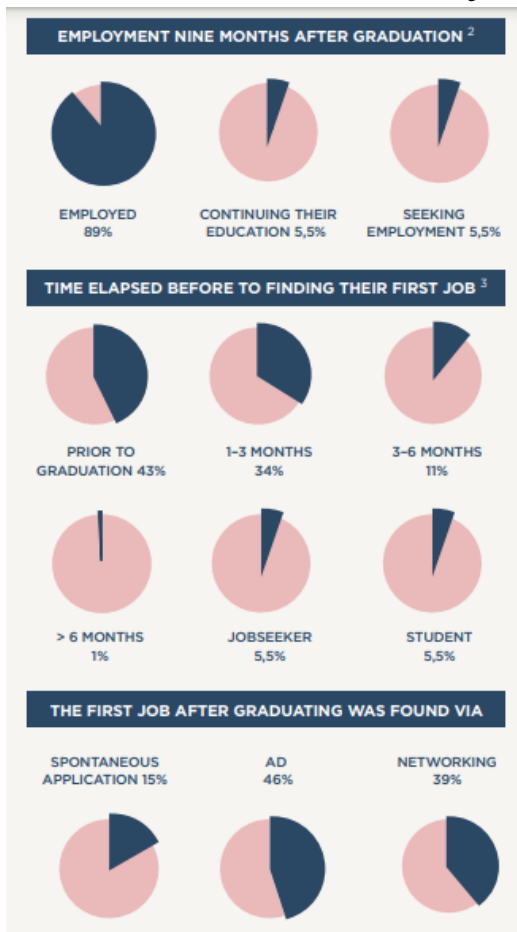 EMPLOYMENT NINE MONTHS AFTER GRADUATION 2
EMPLOYED
89%
CONTINUING THEIR
EDUCATION 5,5%
SEEKING
EMPLOYMENT 5,5%
TIME ELAPSED BEFORE TO FINDING THEIR FIRST JOB 3
PRIOR TO
GRADUATION 43%
1–3 MONTHS
34%
3–6 MONTHS
11%
> 6 MONTHS
1%
JOBSEEKER
5,5%
STUDENT
5,5%
THE FIRST JOB AFTER GRADUATING WAS FOUND VIA
SPONTANEOUS
APPLICATION 15%
AD
46%
NETWORKING
39%